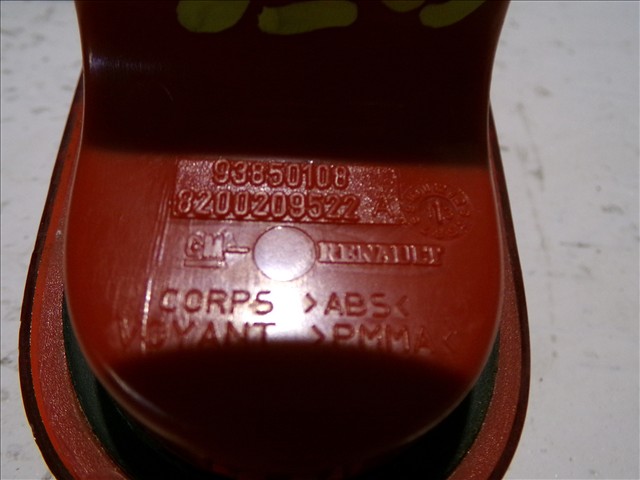 93850108
8200209522 A
GM- RENAULT
CORPS >ABS<
VOYANT >PMMA<